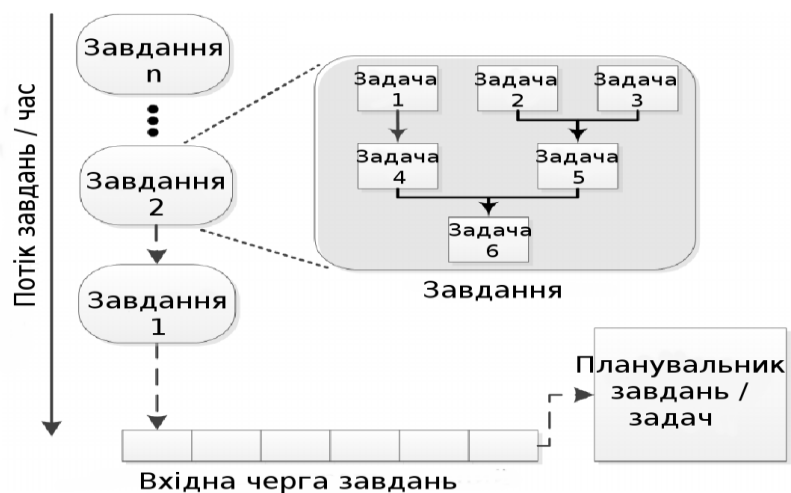 Потік завдань / час
Завдання
n
Завдання
2
Завдання
1
Задача
1
Задача
2
Задача
3
Задача
4
Задача
5
Задача
6
Завдання
Планувальник
завдань /
задач
Вхідна черга завдань